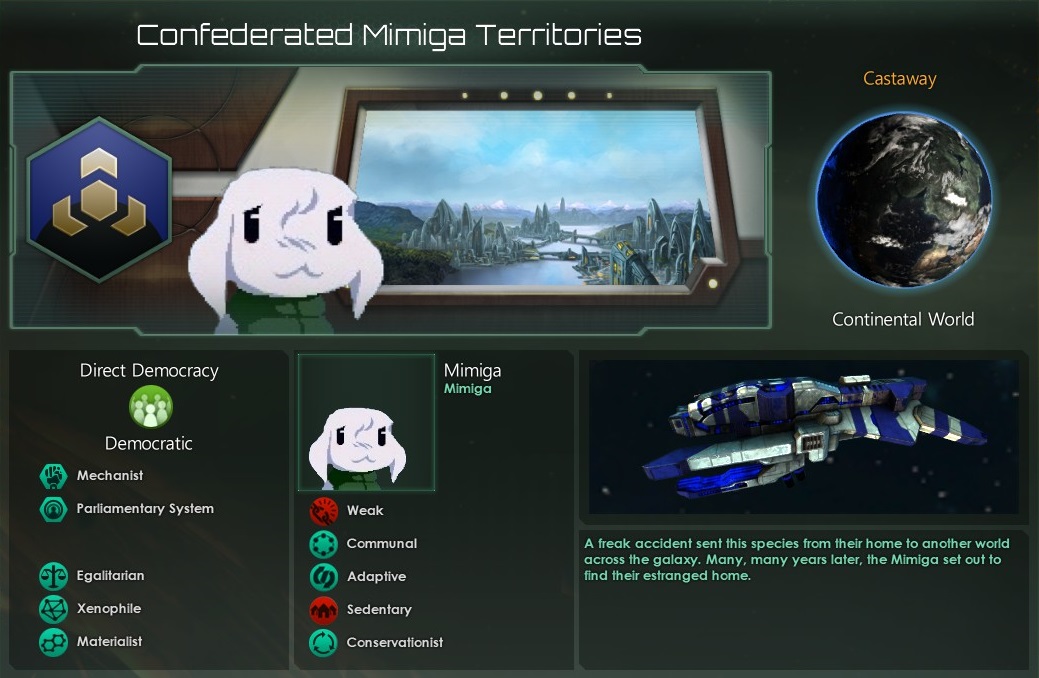 Confederated Mimiga Territories
Castaway
Continental World
Direct Democracy
Democratic
Mechanist
Parliamentary System
Egalitarian
Xenophile
Materialist
Mimiga
Mimiga
Weak
Communal
Adaptive
Sedentary
Conservationist
A freak accident sent this species from their home to another world
across the galaxy. Many, many years later, the Mimiga set out to
find their estranged home.